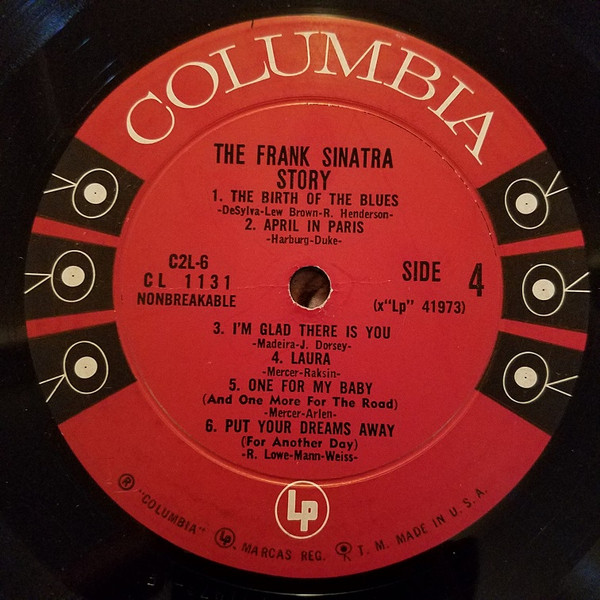 COLUMBIA
THE FRANK SINATRA
STORY
1. THE BIRTH OF THE BLUES
-DeSylva-Lew Brown-R. Henderson-
2. APRIL IN PARIS
-Harburg-Duke-
C2L-6
CL 1131
NONBREAKABLE
SIDE 4
(x"Lp" 41973)
3. I'M GLAD THERE IS YOU
-Madeira-J. Dorsey-
4. LAURA
-Mercer-Raksin-
5. ONE FOR MY BABY
(And One More For The Road)
-Mercer-Arlen-
6. PUT YOUR DREAMS AWAY
(For Another Day)
-R. Lowe-Mann-Weiss-
Lp
® "COLUMBIA" Lp. MARCAS REG. T. M. MADE IN U.S.A.